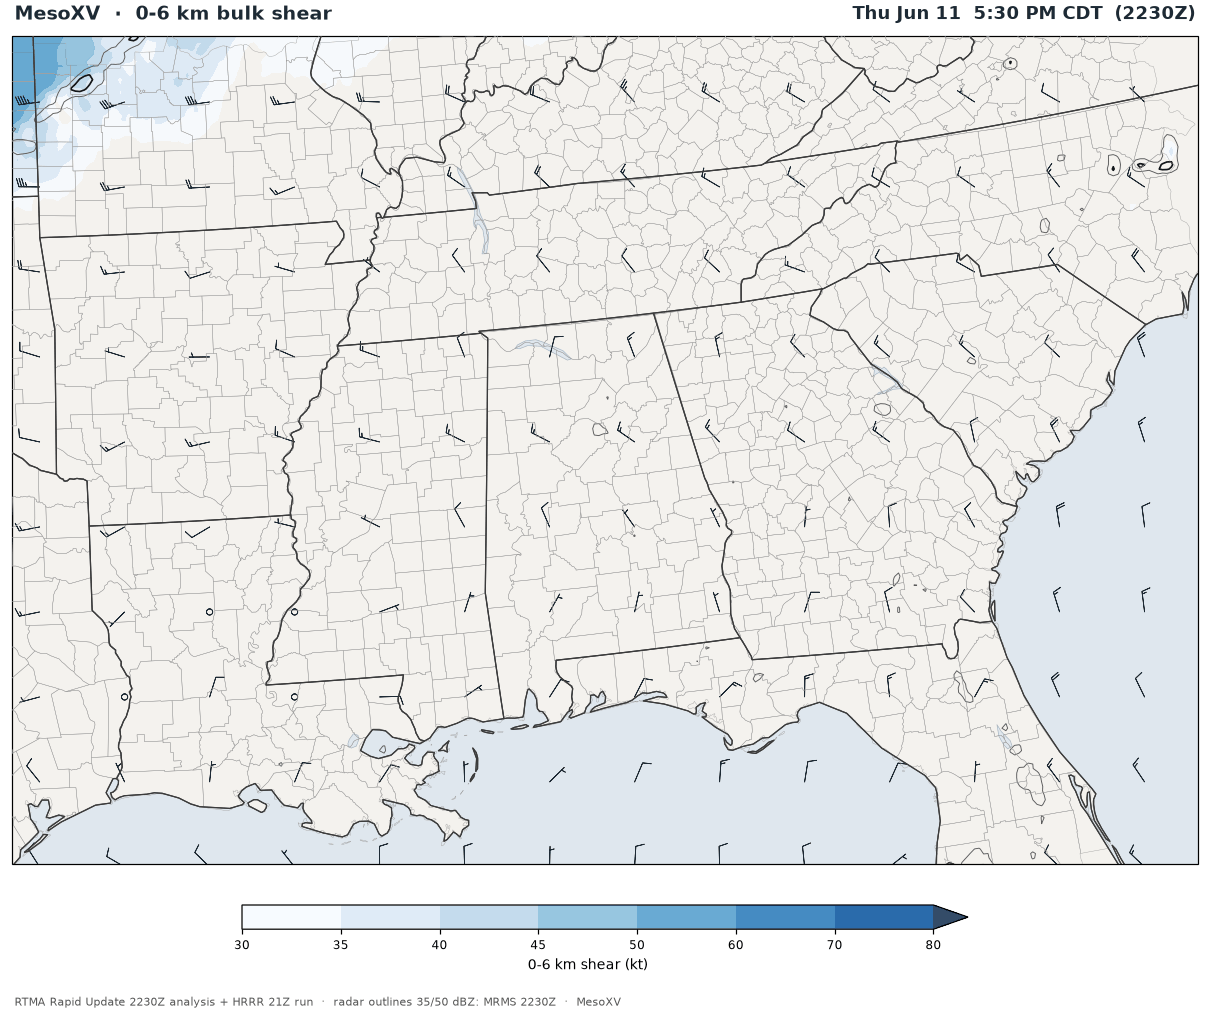 MesoXV · 0-6 km bulk shear
Thu Jun 11 5:30 PM CDT (2230Z)
30 35 40 45 50 60 70 80
0-6 km shear (kt)
RTMA Rapid Update 2230Z analysis + HRRR 21Z run · radar outlines 35/50 dBZ: MRMS 2230Z · MesoXV